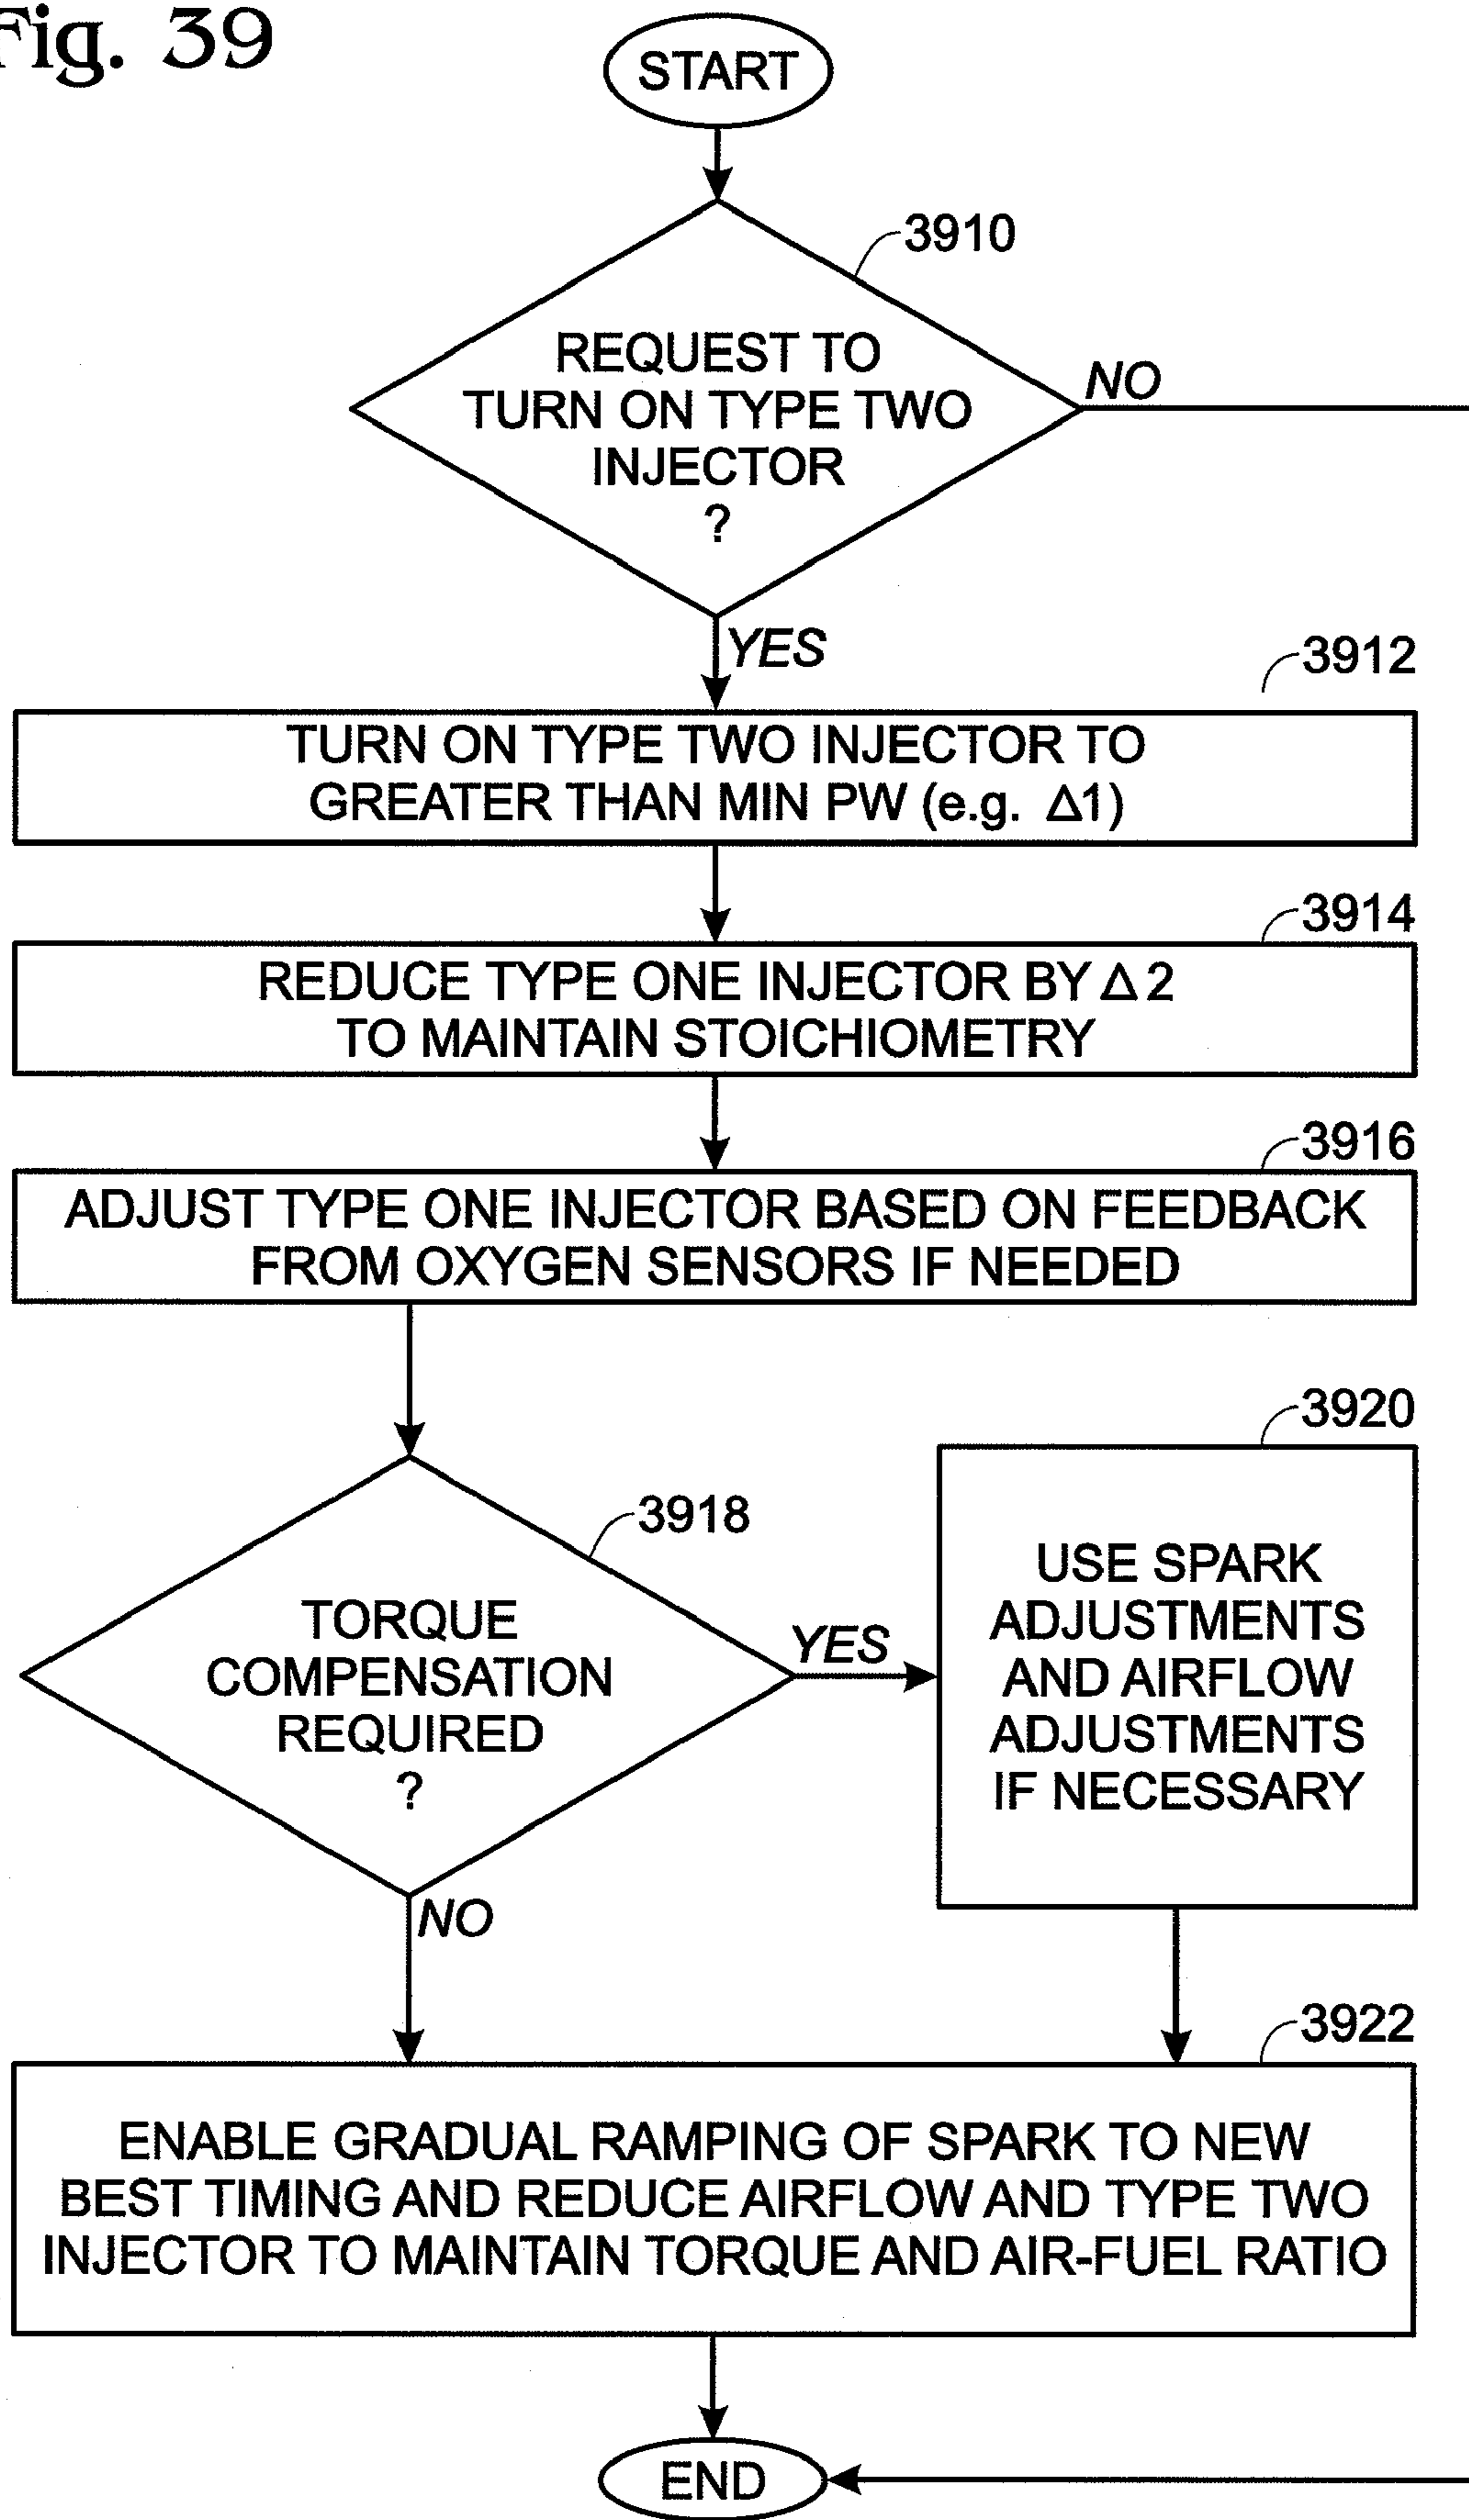 Fig. 39
START
3910
REQUEST TO
TURN ON TYPE TWO
INJECTOR
?
NO
YES
3912
TURN ON TYPE TWO INJECTOR TO
GREATER THAN MIN PW (e.g. Δ1)
3914
REDUCE TYPE ONE INJECTOR BY Δ 2
TO MAINTAIN STOICHIOMETRY
3916
ADJUST TYPE ONE INJECTOR BASED ON FEEDBACK
FROM OXYGEN SENSORS IF NEEDED
3918
TORQUE
COMPENSATION
REQUIRED
?
YES
NO
3920
USE SPARK
ADJUSTMENTS
AND AIRFLOW
ADJUSTMENTS
IF NECESSARY
3922
ENABLE GRADUAL RAMPING OF SPARK TO NEW
BEST TIMING AND REDUCE AIRFLOW AND TYPE TWO
INJECTOR TO MAINTAIN TORQUE AND AIR-FUEL RATIO
END